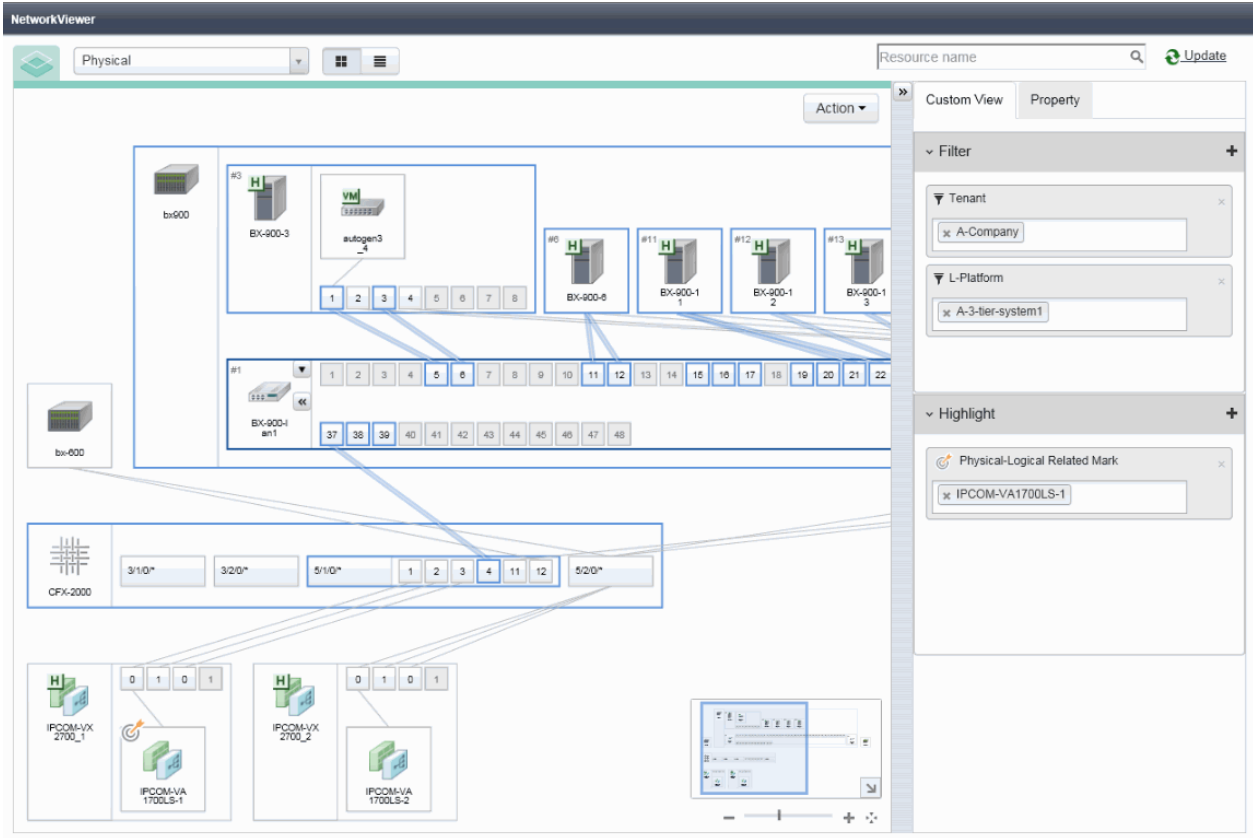 NetworkViewer
Physical
Resource name
Update
Action
Custom View Property
Filter
Tenant
A-Company
L-Platform
A-3-tier-system1
Highlight
Physical-Logical Related Mark
IPCOM-VA1700LS-1
bx900
#3
H
BX-900-3
VM
autogen3
_4
1 2 3 4 5 6 7 8
#6
H
BX-900-6
#11
H
BX-900-1
1
#12
H
BX-900-1
2
#13
H
BX-900-1
3
#1
BX-900-l
an1
1 2 3 4 5 6 7 8 9 10 11 12 13 14 15 16 17 18 19 20 21 22
37 38 39 40 41 42 43 44 45 46 47 48
bx-600
CFX-2000
3/1/0/*
3/2/0/*
5/1/0/*
1 2 3 4 11 12
5/2/0/*
H
IPCOM-VX
2700_1
0 1 0 1
IPCOM-VA
1700LS-1
H
IPCOM-VX
2700_2
0 1 0 1
IPCOM-VA
1700LS-2